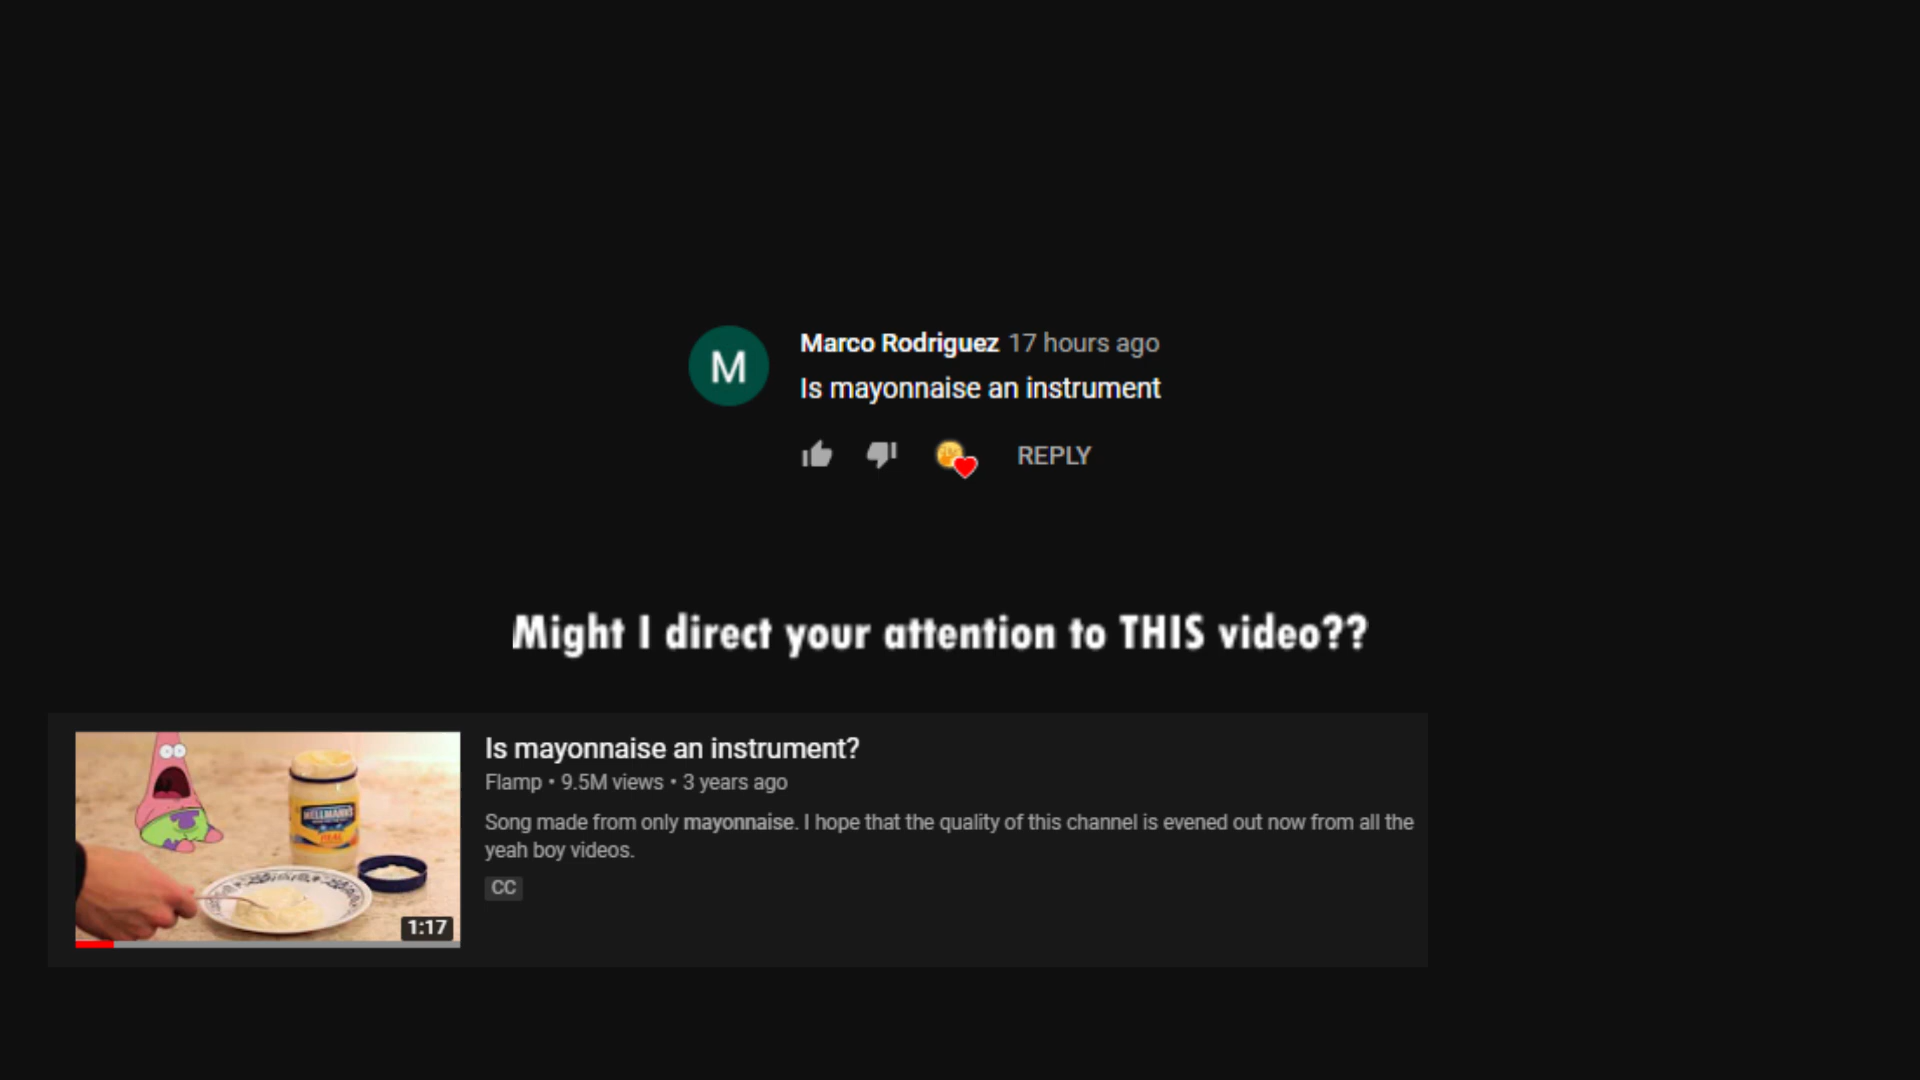 M
Marco Rodriguez 17 hours ago
Is mayonnaise an instrument
REPLY
Might I direct your attention to THIS video??
Is mayonnaise an instrument?
Flamp • 9.5M views • 3 years ago
Song made from only mayonnaise. I hope that the quality of this channel is evened out now from all the
yeah boy videos.
CC
HELLMANN'S
REAL
1:17